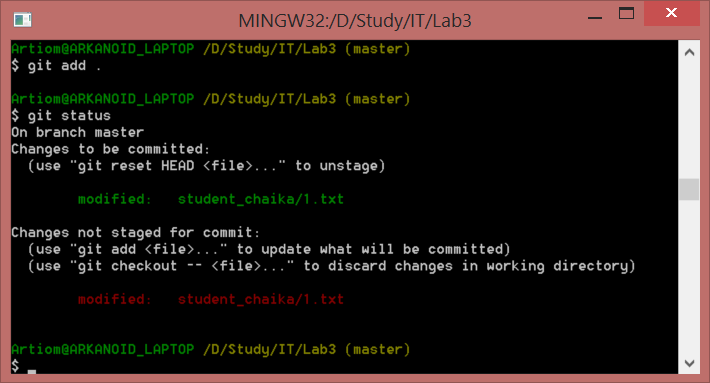 MINGW32:/D/Study/IT/Lab3
Artiom@ARKANOID_LAPTOP /D/Study/IT/Lab3 (master)
$ git add .
Artiom@ARKANOID_LAPTOP /D/Study/IT/Lab3 (master)
$ git status
On branch master
Changes to be committed:
  (use "git reset HEAD <file>..." to unstage)
        modified:   student_chaika/1.txt
Changes not staged for commit:
  (use "git add <file>..." to update what will be committed)
  (use "git checkout -- <file>..." to discard changes in working directory)
        modified:   student_chaika/1.txt
Artiom@ARKANOID_LAPTOP /D/Study/IT/Lab3 (master)
$